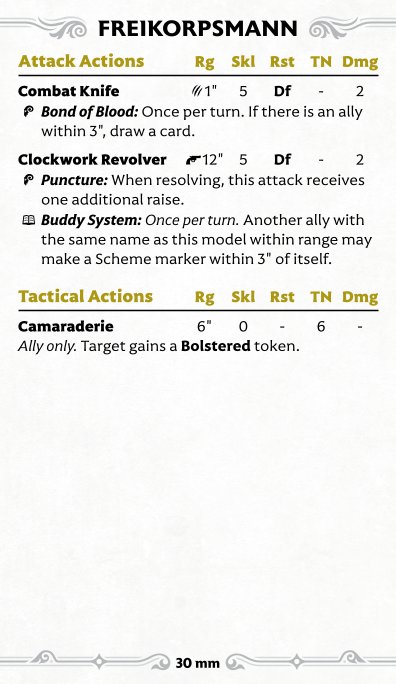 FREIKORPSMANN
Attack Actions Rg Skl Rst TN Dmg
Combat Knife 1" 5 Df - 2
Bond of Blood: Once per turn. If there is an ally
within 3", draw a card.
Clockwork Revolver 12" 5 Df - 2
Puncture: When resolving, this attack receives
one additional raise.
Buddy System: Once per turn. Another ally with
the same name as this model within range may
make a Scheme marker within 3" of itself.
Tactical Actions Rg Skl Rst TN Dmg
Camaraderie 6" 0 - 6 -
Ally only. Target gains a Bolstered token.
30 mm